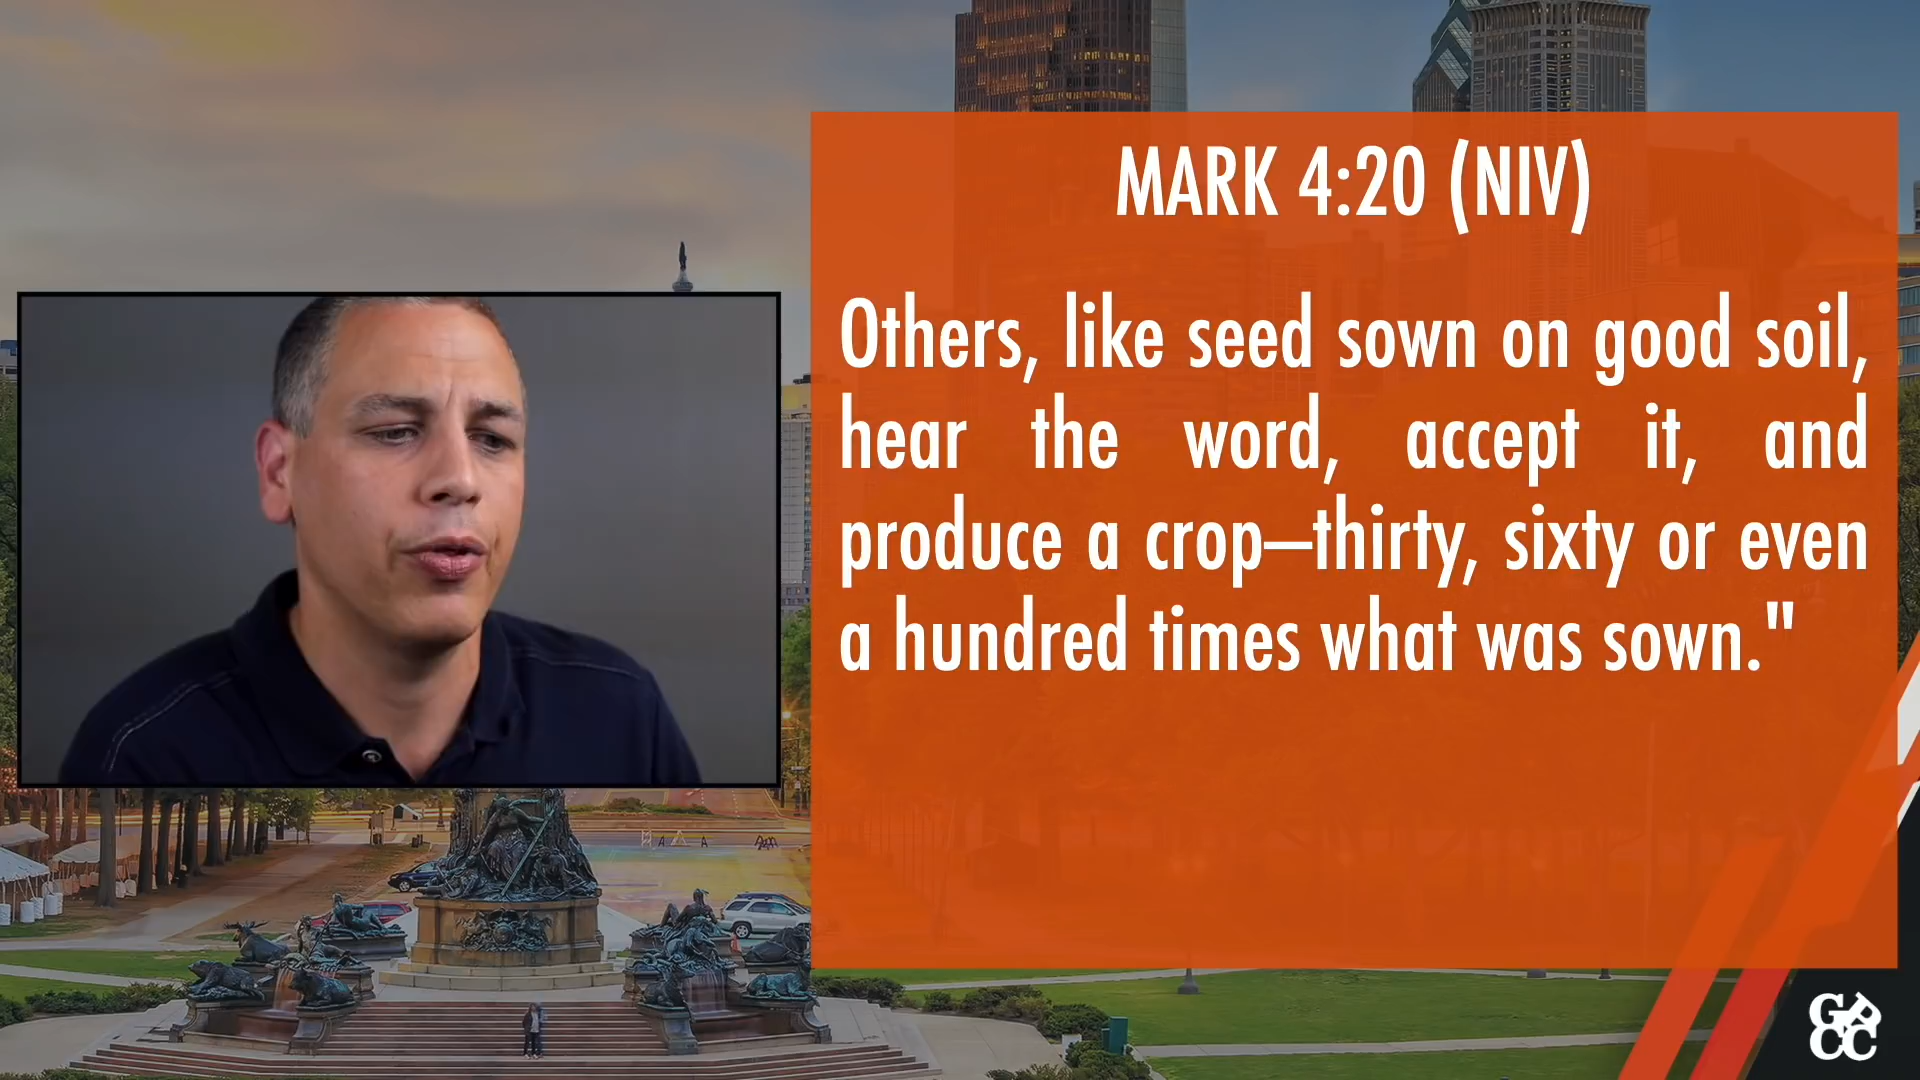 MARK 4:20 (NIV)
Others, like seed sown on good soil,
hear the word, accept it, and
produce a crop—thirty, sixty or even
a hundred times what was sown."